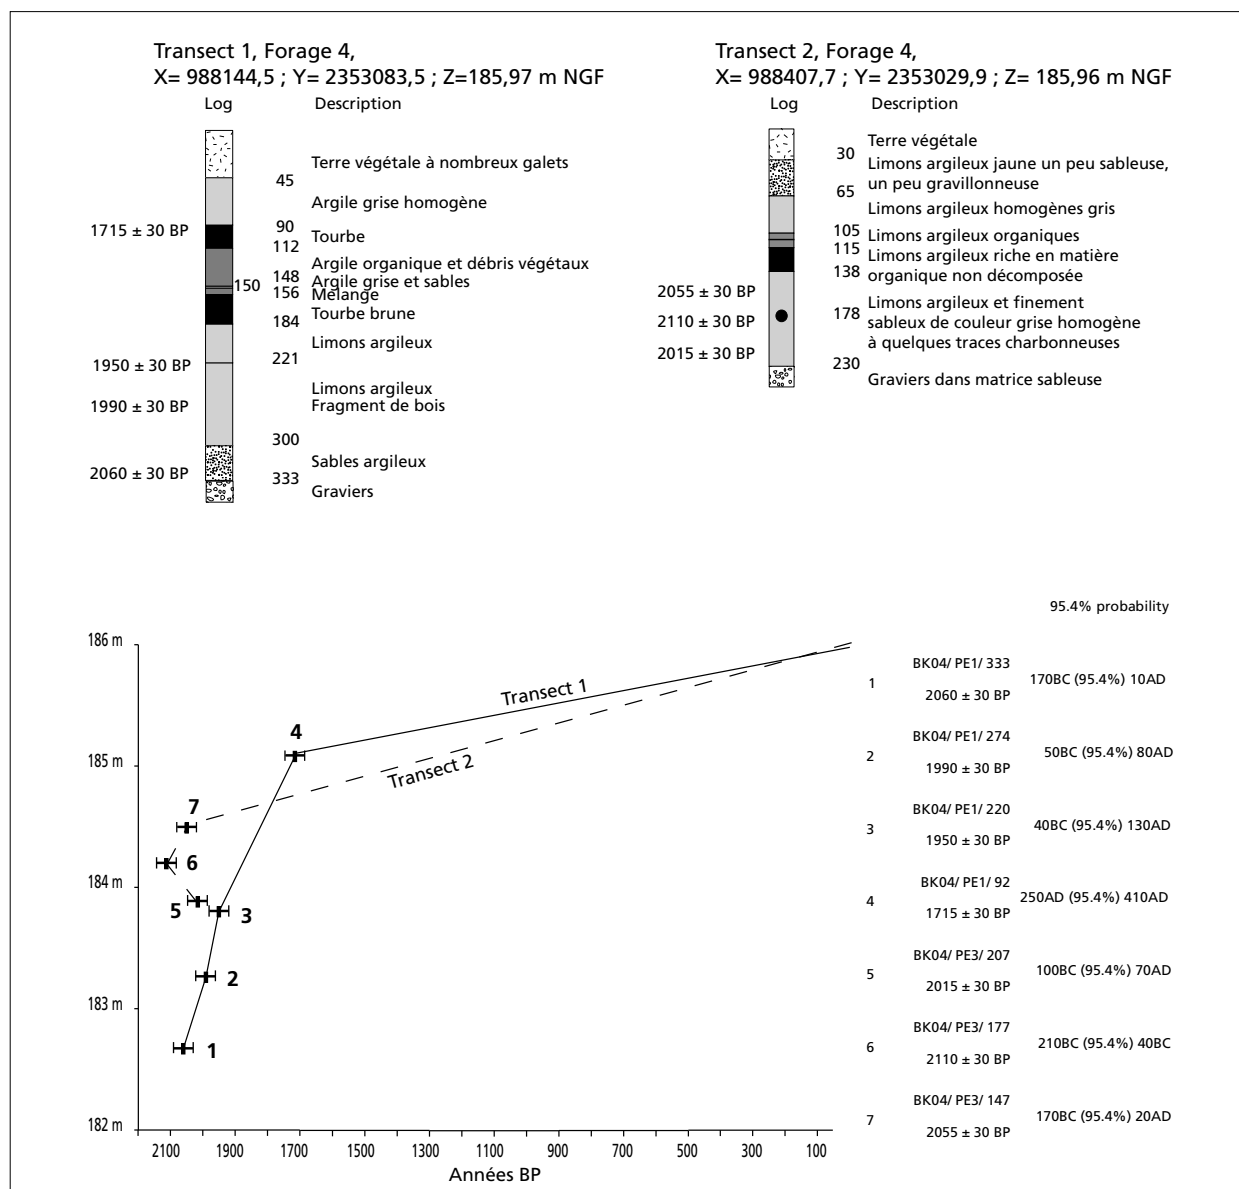 Transect 1, Forage 4,
X= 988144,5 ; Y= 2353083,5 ; Z=185,97 m NGF
Log Description
Terre végétale à nombreux galets
45
Argile grise homogène
1715 ± 30 BP
90
Tourbe
112
Argile organique et débris végétaux
148
Argile grise et sables
150
156
Mélange
Tourbe brune
184
Limons argileux
221
1950 ± 30 BP
Limons argileux
Fragment de bois
1990 ± 30 BP
300
Sables argileux
2060 ± 30 BP
333
Graviers
Transect 2, Forage 4,
X= 988407,7 ; Y= 2353029,9 ; Z= 185,96 m NGF
Log Description
Terre végétale
30
Limons argileux jaune un peu sableuse,
un peu gravillonneuse
65
Limons argileux homogènes gris
105
Limons argileux organiques
115
Limons argileux riche en matière
organique non décomposée
138
2055 ± 30 BP
178
Limons argileux et finement
sableux de couleur grise homogène
à quelques traces charbonneuses
2110 ± 30 BP
2015 ± 30 BP
230
Graviers dans matrice sableuse
186 m
185 m
184 m
183 m
182 m
Transect 1
Transect 2
4
7
6
5
3
2
1
2100 1900 1700 1500 1300 1100 900 700 500 300 100
Années BP
95.4% probability
1 BK04/ PE1/ 333 170BC (95.4%) 10AD
2060 ± 30 BP
2 BK04/ PE1/ 274 50BC (95.4%) 80AD
1990 ± 30 BP
3 BK04/ PE1/ 220 40BC (95.4%) 130AD
1950 ± 30 BP
4 BK04/ PE1/ 92 250AD (95.4%) 410AD
1715 ± 30 BP
5 BK04/ PE3/ 207 100BC (95.4%) 70AD
2015 ± 30 BP
6 BK04/ PE3/ 177 210BC (95.4%) 40BC
2110 ± 30 BP
7 BK04/ PE3/ 147 170BC (95.4%) 20AD
2055 ± 30 BP